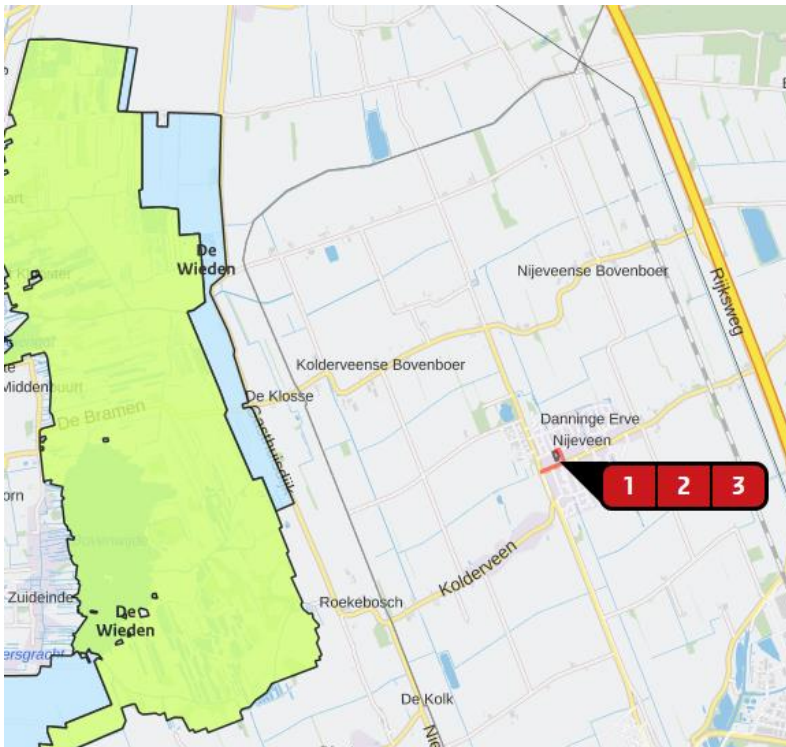 De
Wieden
Nijeveense Bovenboer
Rijksweg
Kolderveense Bovenboer
Middenbuurt
De Klosse
De Bramen
Gasthuisdijk
Danninge Erve
Nijeveen
1 2 3
Kolderveen
Zuideinde
Roekebosch
De
Wieden
De Kolk